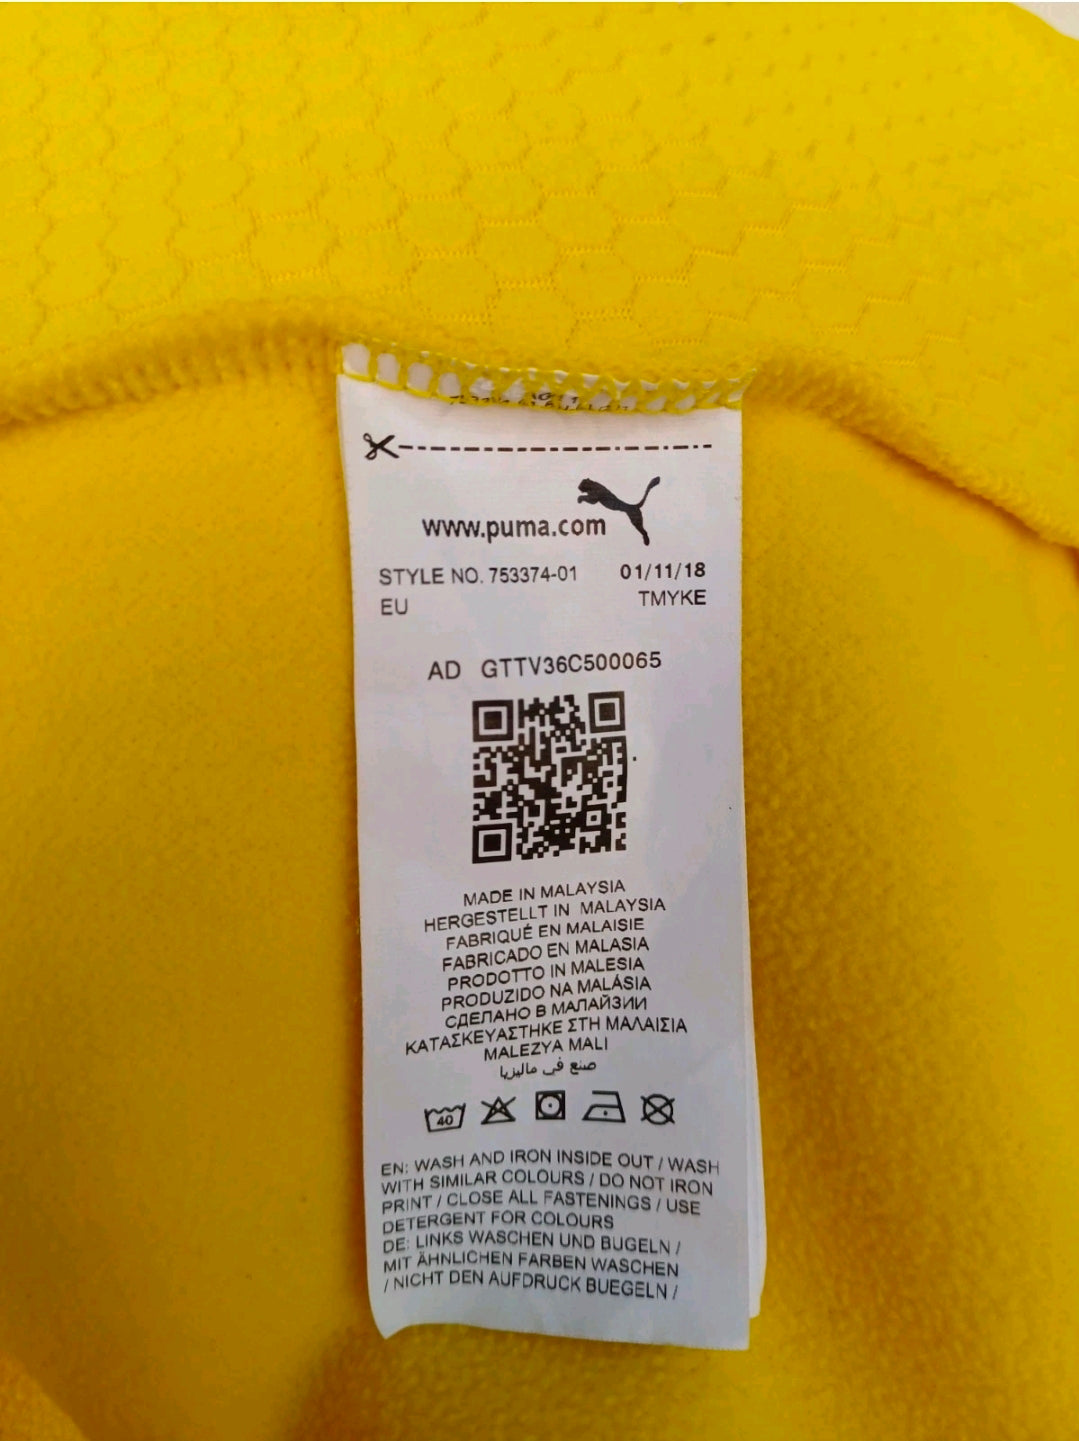 www.puma.com
STYLE NO. 753374-01 01/11/18
EU TMYKE
AD GTTV36C500065
MADE IN MALAYSIA
HERGESTELLT IN MALAYSIA
FABRIQUÉ EN MALAISIE
FABRICADO EN MALASIA
PRODOTTO IN MALESIA
PRODUZIDO NA MALÁSIA
СДЕЛАНО В МАЛАЙЗИИ
ΚΑΤΑΣΚΕΥΑΣΤΗΚΕ ΣΤΗ ΜΑΛΑΙΣΙΑ
MALEZYA MALI
صنع في ماليزيا
40
EN: WASH AND IRON INSIDE OUT / WASH
WITH SIMILAR COLOURS / DO NOT IRON
PRINT / CLOSE ALL FASTENINGS / USE
DETERGENT FOR COLOURS
DE: LINKS WASCHEN UND BUGELN /
MIT ÄHNLICHEN FARBEN WASCHEN
/ NICHT DEN AUFDRUCK BUEGELN /